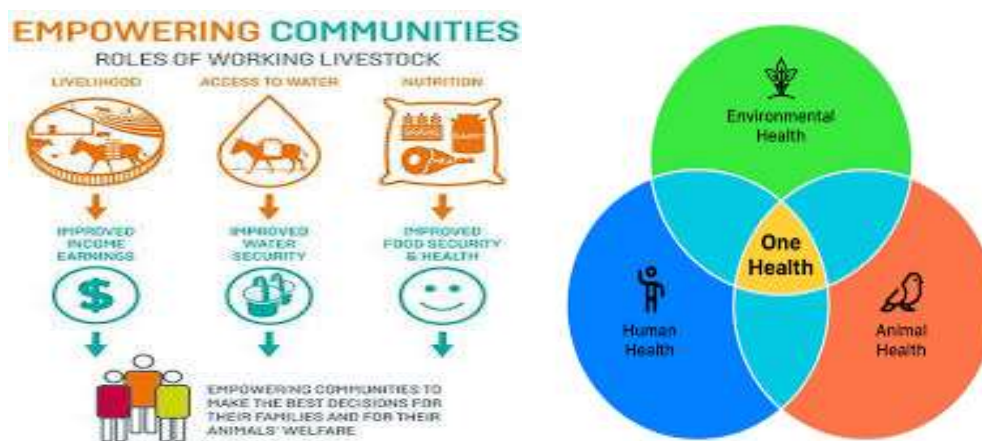 EMPOWERING COMMUNITIES
ROLES OF WORKING LIVESTOCK
LIVELIHOOD
ACCESS TO WATER
NUTRITION
IMPROVED
INCOME
EARNINGS
IMPROVED
WATER
SECURITY
IMPROVED
FOOD SECURITY
& HEALTH
$
EMPOWERING COMMUNITIES TO
MAKE THE BEST DECISIONS FOR
THEIR FAMILIES AND FOR THEIR
ANIMALS' WELFARE
Environmental
Health
One
Health
Human
Health
Animal
Health